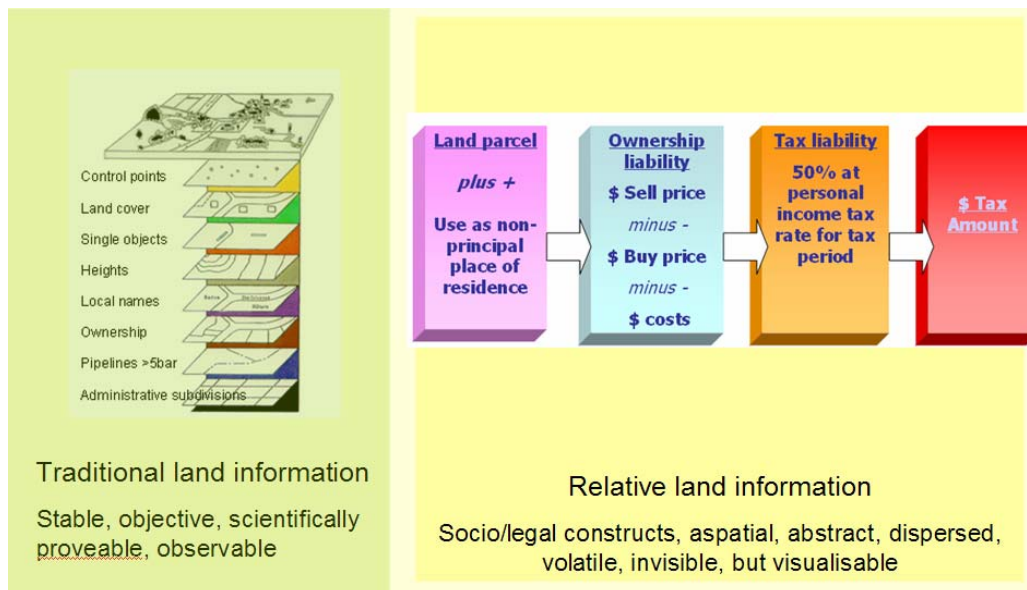 Control points
Land cover
Single objects
Heights
Local names
Ownership
Pipelines >5bar
Administrative subdivisions
Traditional land information
Stable, objective, scientifically
proveable, observable
Land parcel
plus +
Use as non-
principal
place of
residence
Ownership
liability
$ Sell price
minus -
$ Buy price
minus -
$ costs
Tax liability
50% at
personal
income tax
rate for tax
period
$ Tax
Amount
Relative land information
Socio/legal constructs, aspatial, abstract, dispersed,
volatile, invisible, but visualisable